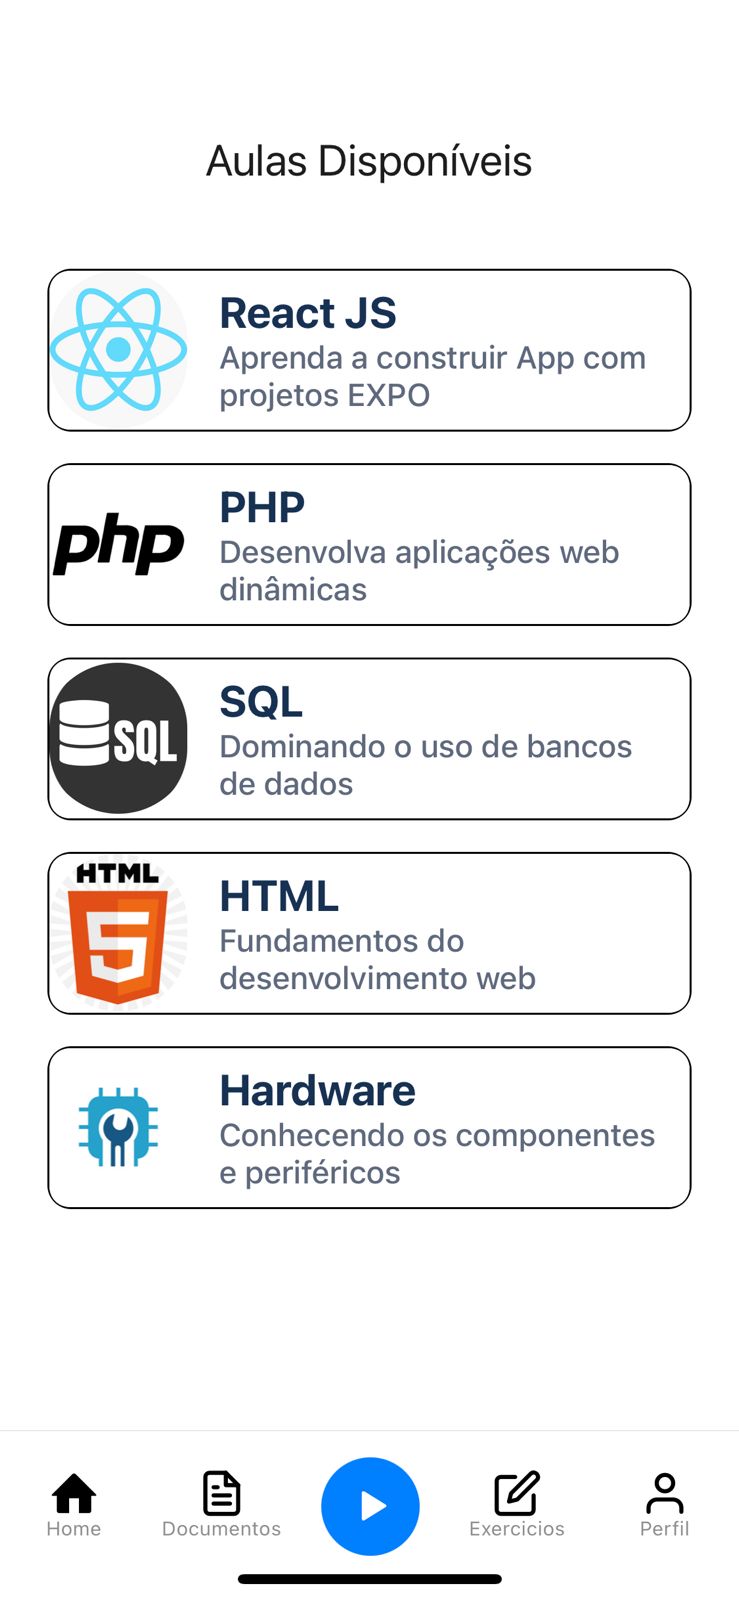 Aulas Disponíveis
React JS
Aprenda a construir App com
projetos EXPO
php
PHP
Desenvolva aplicações web
dinâmicas
SQL
SQL
Dominando o uso de bancos
de dados
HTML
5
HTML
Fundamentos do
desenvolvimento web
Hardware
Conhecendo os componentes
e periféricos
Home
Documentos
Exercicios
Perfil